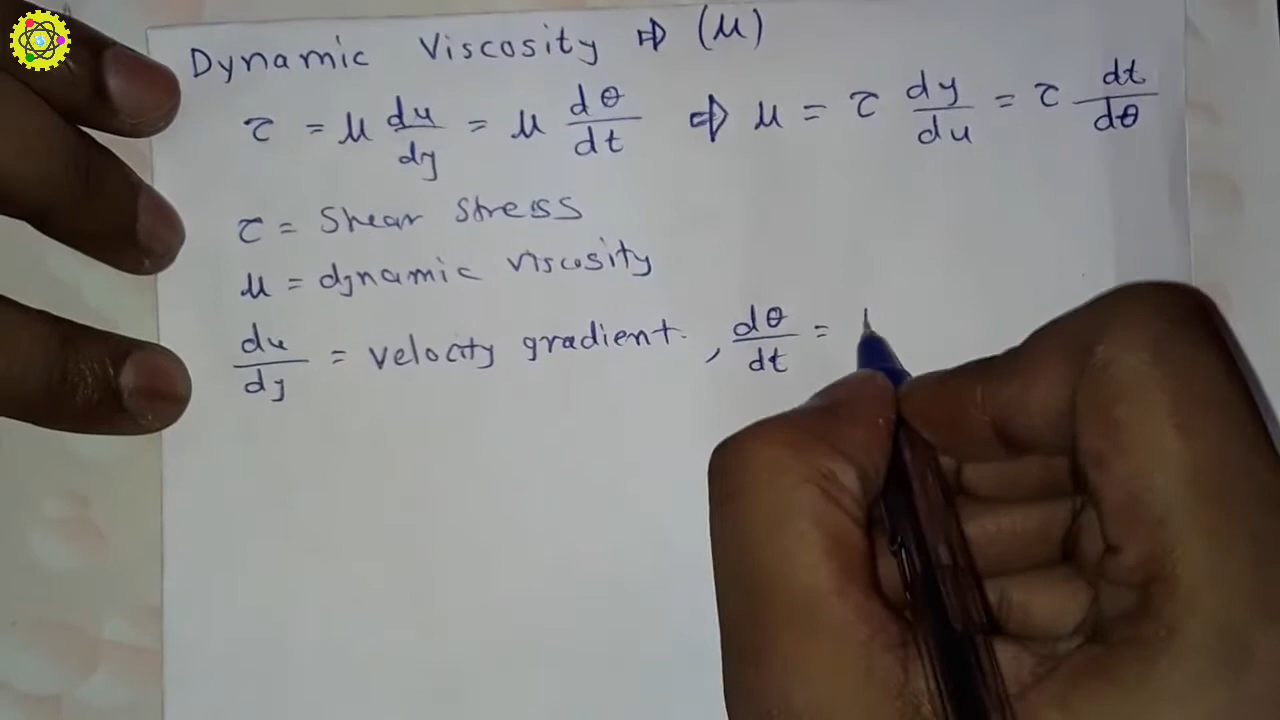 Dynamic Viscosity ⇒ (μ)
τ = μ du/dy = μ dθ/dt ⇒ μ = τ dy/du = τ dt/dθ
τ = Shear Stress
μ = dynamic viscosity
du/dy = velocity gradient. , dθ/dt =